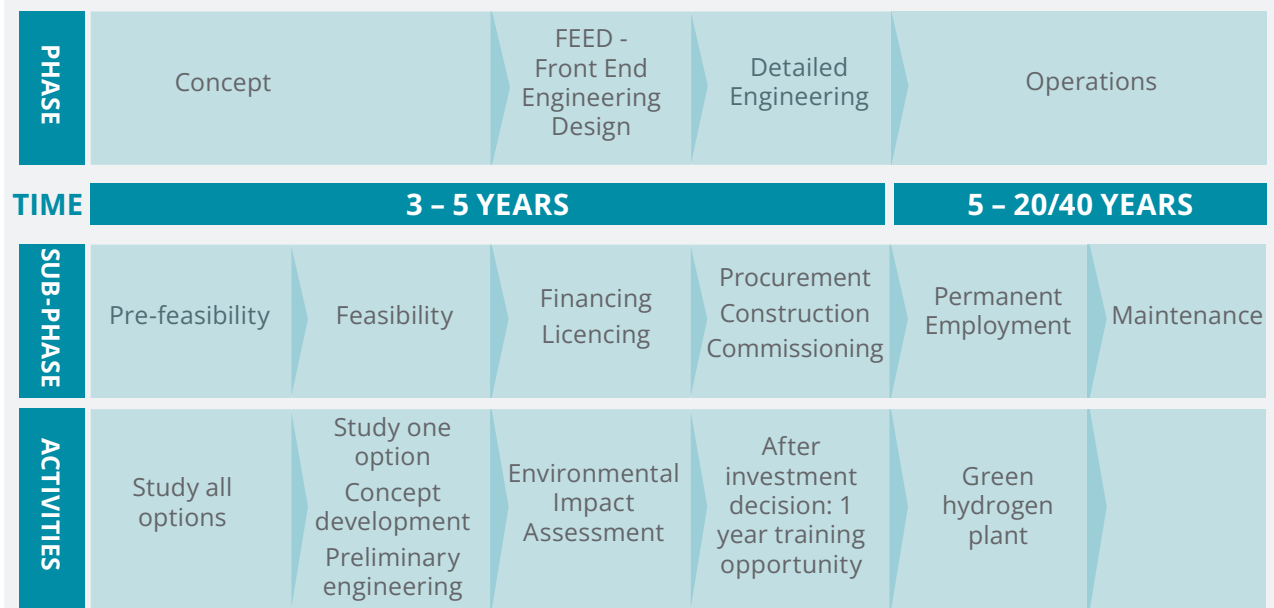 PHASE
Concept
FEED -
Front End
Engineering
Design
Detailed
Engineering
Operations
TIME
3 – 5 YEARS
5 – 20/40 YEARS
SUB-PHASE
Pre-feasibility
Feasibility
Financing
Licencing
Procurement
Construction
Commissioning
Permanent
Employment
Maintenance
ACTIVITIES
Study all
options
Study one
option
Concept
development
Preliminary
engineering
Environmental
Impact
Assessment
After
investment
decision: 1
year training
opportunity
Green
hydrogen
plant